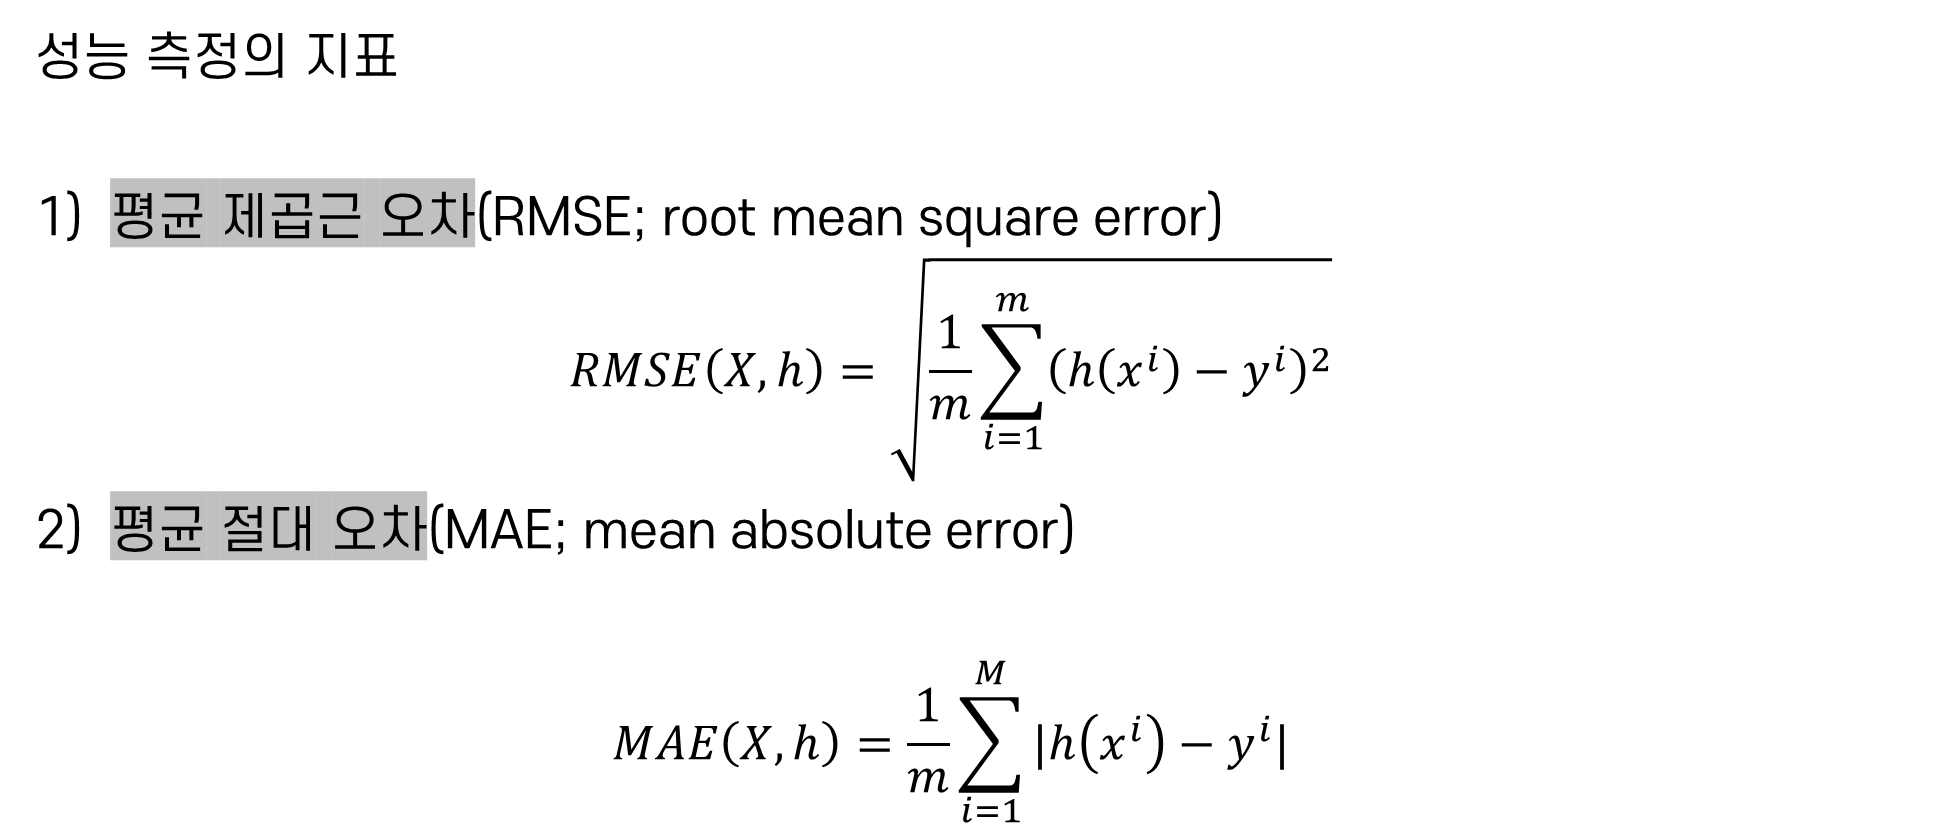 성능 측정의 지표
1) 평균 제곱근 오차(RMSE; root mean square error)
RMSE(X, h) = √(1/m ∑_{i=1}^{m} (h(x^i) − y^i)^2)
2) 평균 절대 오차(MAE; mean absolute error)
MAE(X, h) = 1/m ∑_{i=1}^{M} |h(x^i) − y^i|